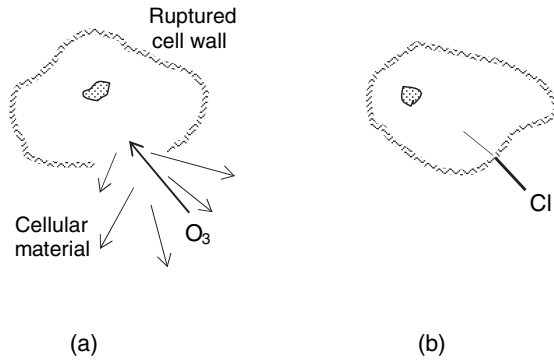 Ruptured
cell wall
Cellular
material
O₃
Cl
(a)
(b)